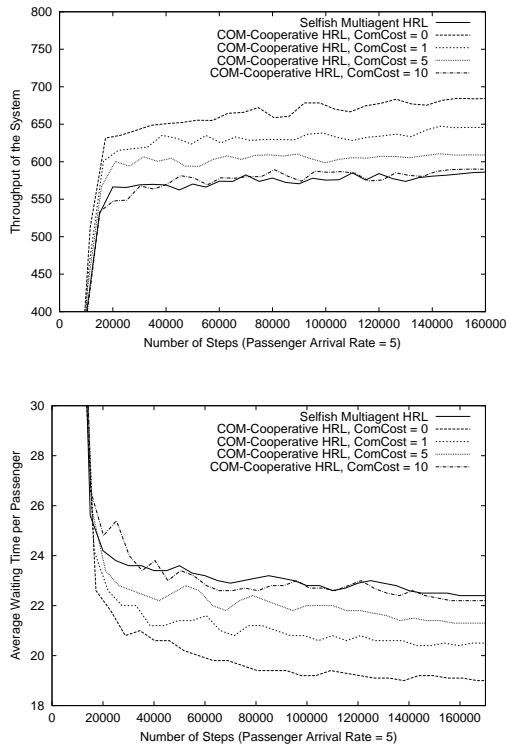 800
750
700
650
600
550
500
450
400
Throughput of the System
Selfish Multiagent HRL
COM-Cooperative HRL, ComCost = 0
COM-Cooperative HRL, ComCost = 1
COM-Cooperative HRL, ComCost = 5
COM-Cooperative HRL, ComCost = 10
0 20000 40000 60000 80000 100000 120000 140000 160000
Number of Steps (Passenger Arrival Rate = 5)
30
28
26
24
22
20
18
Average Waiting Time per Passenger
Selfish Multiagent HRL
COM-Cooperative HRL, ComCost = 0
COM-Cooperative HRL, ComCost = 1
COM-Cooperative HRL, ComCost = 5
COM-Cooperative HRL, ComCost = 10
0 20000 40000 60000 80000 100000 120000 140000 160000
Number of Steps (Passenger Arrival Rate = 5)